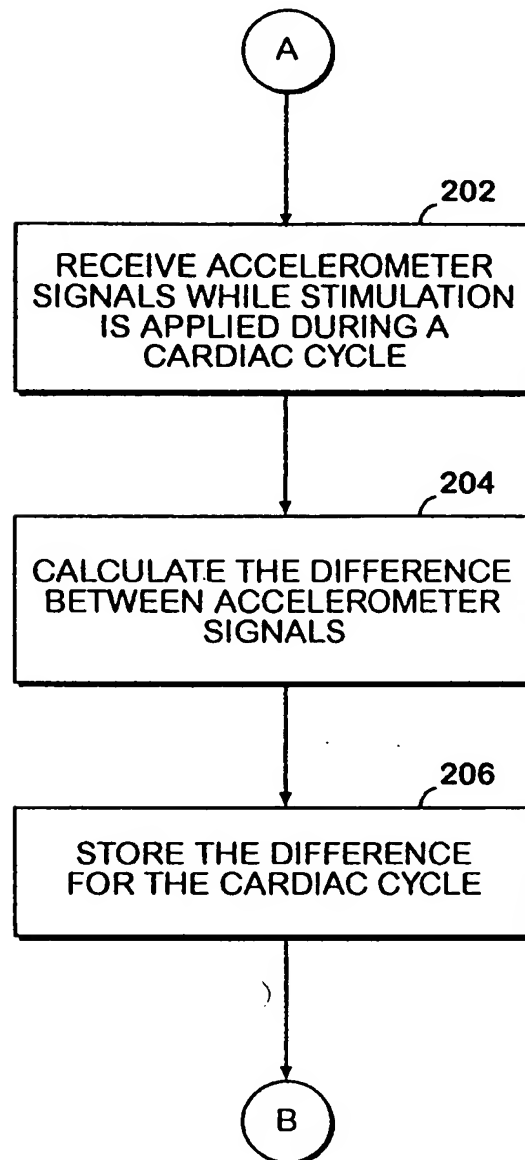 A
202
RECEIVE ACCELEROMETER
SIGNALS WHILE STIMULATION
IS APPLIED DURING A
CARDIAC CYCLE
204
CALCULATE THE DIFFERENCE
BETWEEN ACCELEROMETER
SIGNALS
206
STORE THE DIFFERENCE
FOR THE CARDIAC CYCLE
B